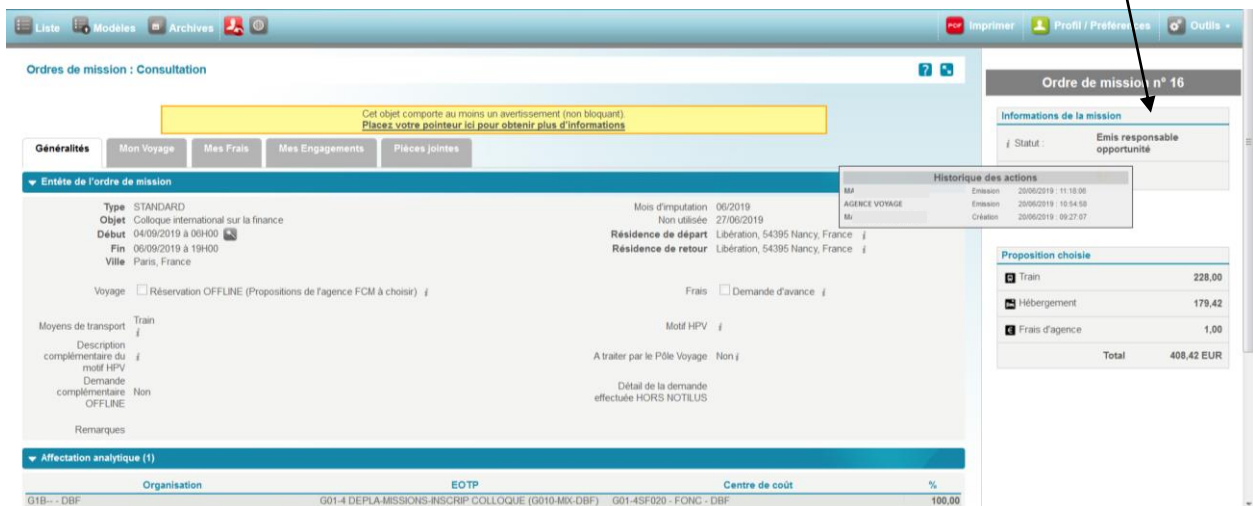 Liste Modèles Archives Imprimer Profil / Préférences Outils
Ordres de mission : Consultation
Ordre de mission n° 16
Cet objet comporte au moins un avertissement (non bloquant).
Placez votre pointeur ici pour obtenir plus d'informations
Informations de la mission
Statut : Emis responsable
opportunité
Généralités Mon Voyage Mes Frais Mes Engagements Pièces jointes
Entête de l'ordre de mission
Historique des actions
Emission 20/06/2019 : 11:18:06
AGENCE VOYAGE Emission 20/06/2019 : 10:54:58
Création 20/06/2019 : 09:27:07
Type STANDARD
Objet Colloque international sur la finance
Début 04/09/2019 à 06H00
Fin 06/09/2019 à 19H00
Ville Paris, France
Mois d'imputation 06/2019
Non utilisée 27/06/2019
Résidence de départ Libération, 54395 Nancy, France
Résidence de retour Libération, 54395 Nancy, France
Proposition choisie
Train 228,00
Hébergement 179,42
Frais d'agence 1,00
Total 408,42 EUR
Voyage Réservation OFFLINE (Propositions de l'agence FCM à choisir)
Frais Demande d'avance
Moyens de transport Train
Motif HPV
Description
complémentaire du
motif HPV
A traiter par le Pôle Voyage Non
Demande
complémentaire Non
OFFLINE
Détail de la demande
effectuée HORS NOTILUS
Remarques
Affectation analytique (1)
Organisation EOTP Centre de coût %
G1B-- - DBF G01-4 DEPLA-MISSIONS-INSCRIP COLLOQUE (G010-MIX-DBF) G01-4SF020 - FONC - DBF 100,00